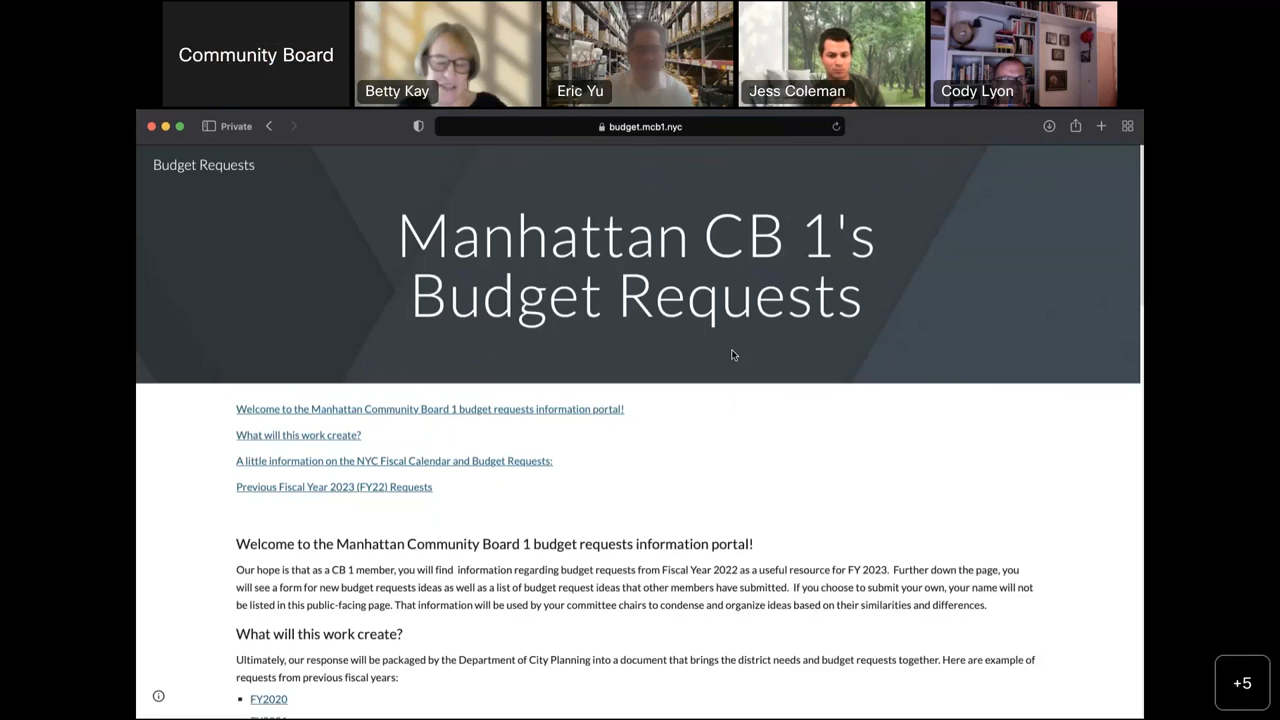 Community Board
Betty Kay
Eric Yu
Jess Coleman
Cody Lyon
Private
budget.mcb1.nyc
Budget Requests
Manhattan CB 1's
Budget Requests
Welcome to the Manhattan Community Board 1 budget requests information portal!
What will this work create?
A little information on the NYC Fiscal Calendar and Budget Requests:
Previous Fiscal Year 2023 (FY22) Requests
Welcome to the Manhattan Community Board 1 budget requests information portal!
Our hope is that as a CB 1 member, you will find information regarding budget requests from Fiscal Year 2022 as a useful resource for FY 2023. Further down the page, you
will see a form for new budget requests ideas as well as a list of budget request ideas that other members have submitted. If you choose to submit your own, your name will not
be listed in this public-facing page. That information will be used by your committee chairs to condense and organize ideas based on their similarities and differences.
What will this work create?
Ultimately, our response will be packaged by the Department of City Planning into a document that brings the district needs and budget requests together. Here are example of
requests from previous fiscal years:
FY2020
+5